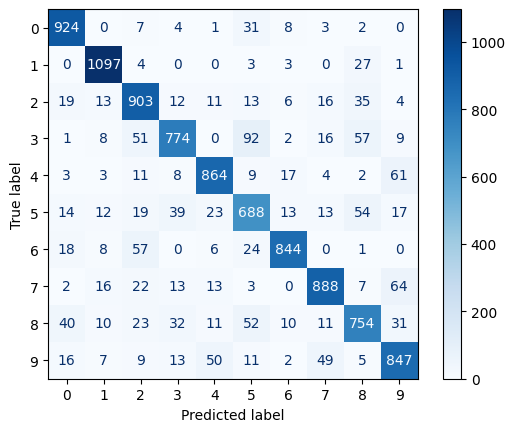 0 924 0 7 4 1 31 8 3 2 0
1 0 1097 4 0 0 3 3 0 27 1
2 19 13 903 12 11 13 6 16 35 4
3 1 8 51 774 0 92 2 16 57 9
4 3 3 11 8 864 9 17 4 2 61
5 14 12 19 39 23 688 13 13 54 17
6 18 8 57 0 6 24 844 0 1 0
7 2 16 22 13 13 3 0 888 7 64
8 40 10 23 32 11 52 10 11 754 31
9 16 7 9 13 50 11 2 49 5 847
0 1 2 3 4 5 6 7 8 9
Predicted label
True label
1000
800
600
400
200
0